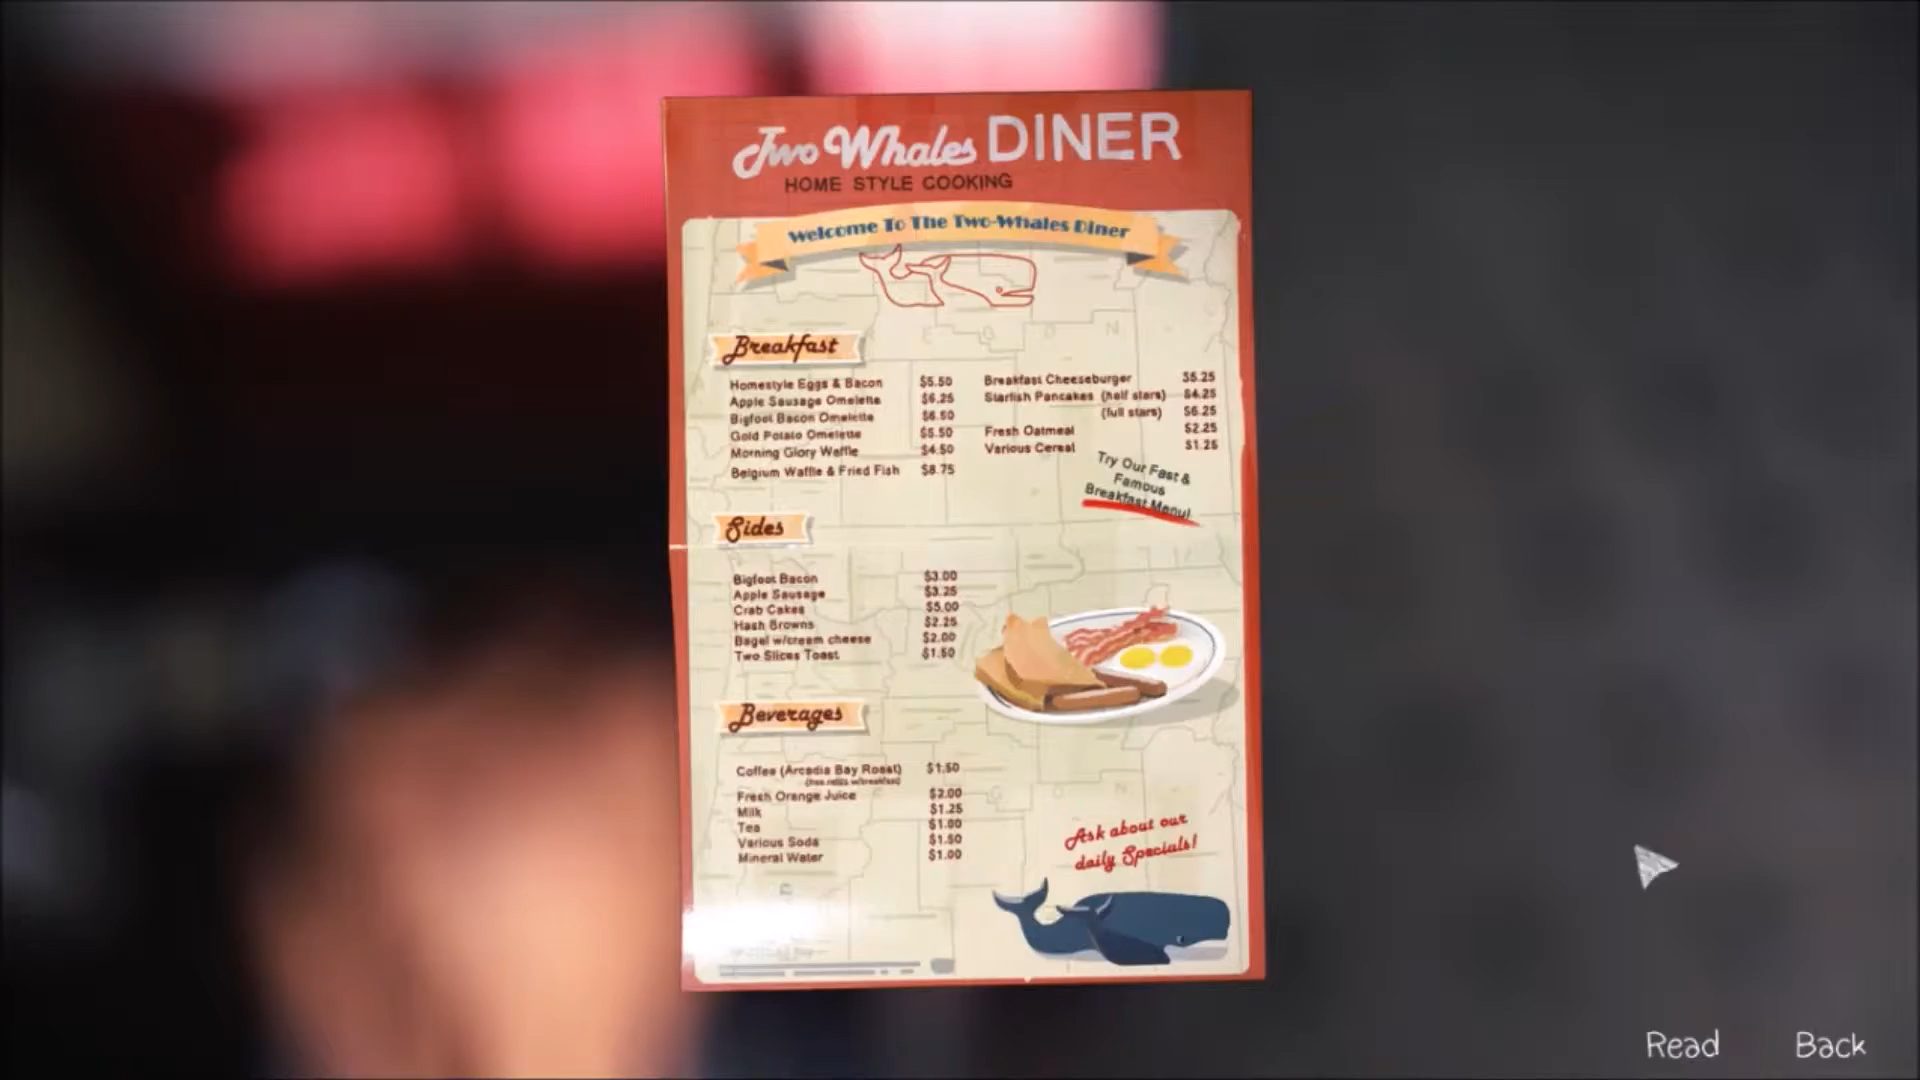 Two Whales DINER
HOME STYLE COOKING
Welcome To The Two-Whales Diner
Breakfast
Homestyle Eggs & Bacon $5.50
Apple Sausage Omelette $6.25
Bigfoot Bacon Omelette $6.50
Gold Potato Omelette $5.50
Morning Glory Waffle $4.50
Belgium Waffle & Fried Fish $8.75
Breakfast Cheeseburger $5.25
Starfish Pancakes (half stars) $4.25
(full stars) $6.25
Fresh Oatmeal $2.25
Various Cereal $1.25
Try Our Fast &
Famous
Breakfast Menu!
Sides
Bigfoot Bacon $3.00
Apple Sausage $3.25
Crab Cakes $5.00
Hash Browns $2.25
Bagel w/cream cheese $2.00
Two Slices Toast $1.50
Beverages
Coffee (Arcadia Bay Roast) $1.50
(free refills w/breakfast)
Fresh Orange Juice $2.00
Milk $1.25
Tea $1.00
Various Soda $1.50
Mineral Water $1.00
Ask about our
daily Specials!
Read Back